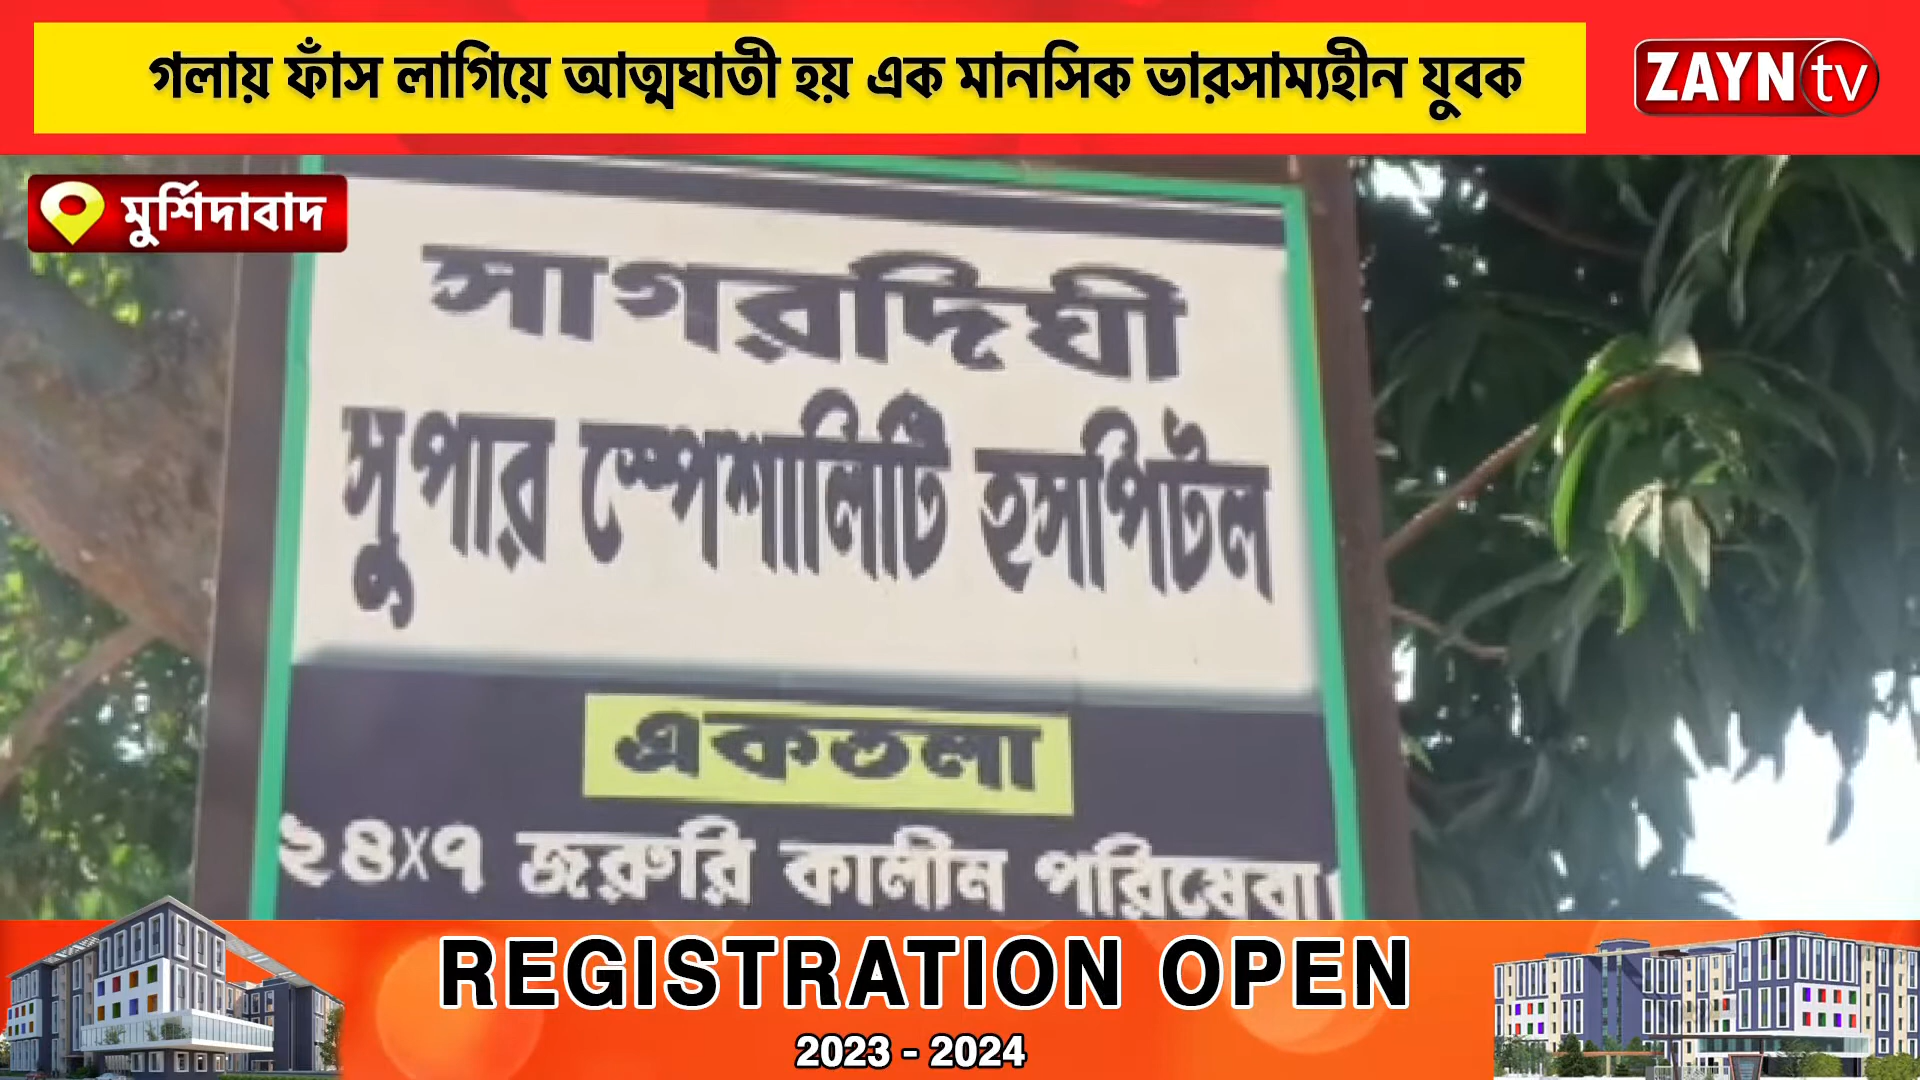 গলায় ফাঁস লাগিয়ে আত্মঘাতী হয় এক মানসিক ভারসাম্যহীন যুবক
ZAYN tv
মুর্শিদাবাদ
সাগরদিঘী
সুপার স্পেশালিটি হসপিটল
একতলা
২৪X৭ জরুরি কালীন পরিষেবা
REGISTRATION OPEN
2023 - 2024